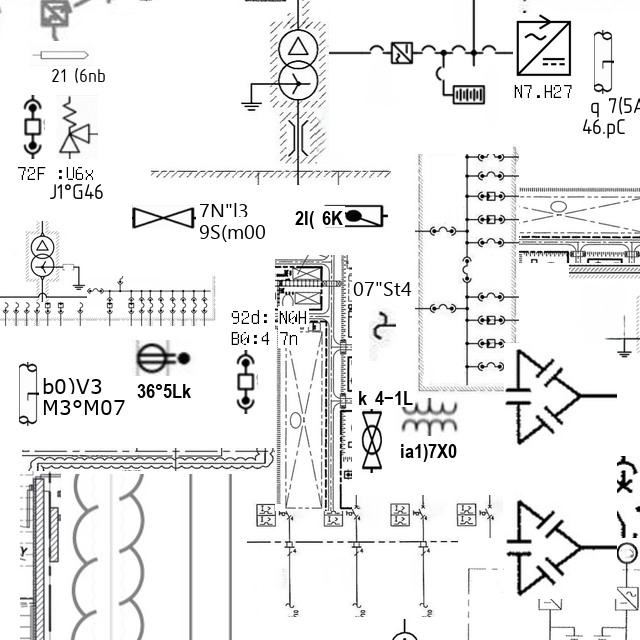 21 (6nb
N7.H27
q 7(5A
46.pC
72F :U6x
J1°G46
7N"l3
9S(m00
2I( 6K
07"St4
92d: N0H
B0:4 7n
b0)V3
M3°M07
36°5Lk
k 4-1L
ia1)7X0